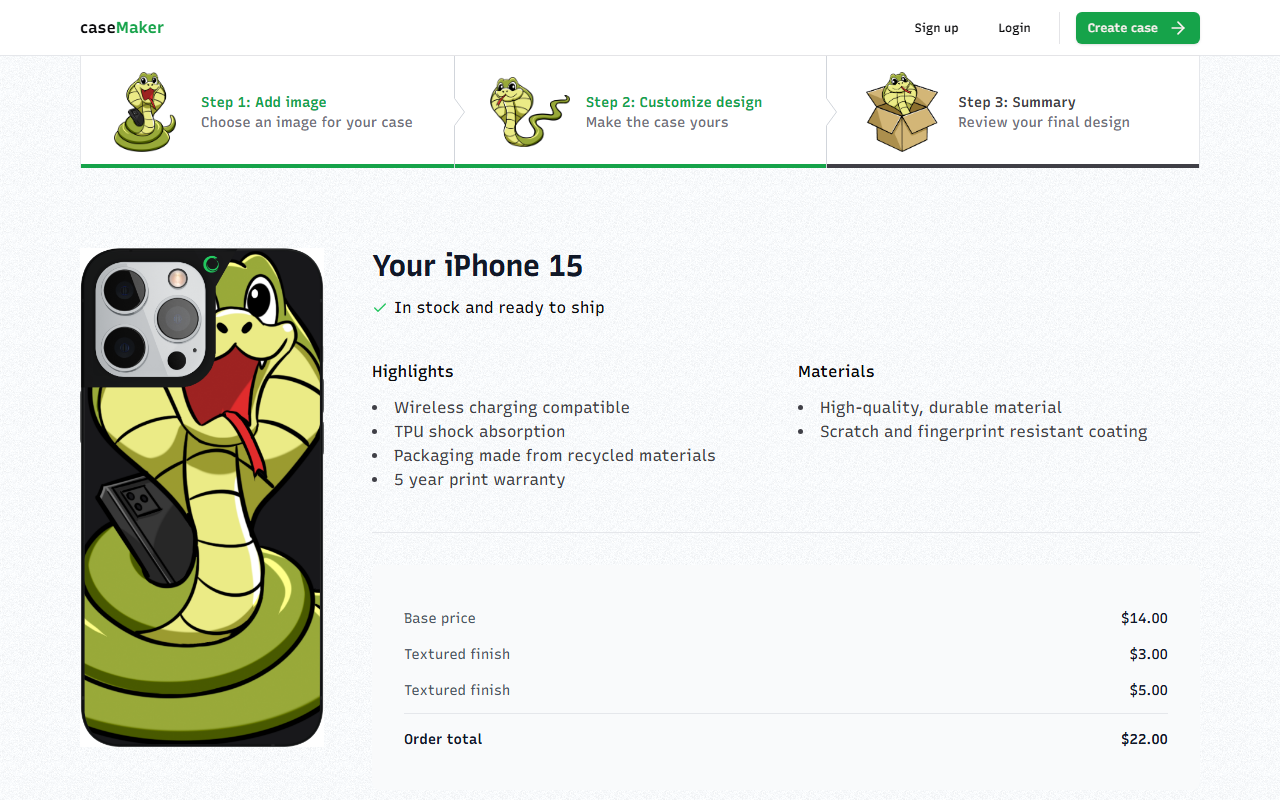 caseMaker
Sign up
Login
Create case
Step 1: Add image
Choose an image for your case
Step 2: Customize design
Make the case yours
Step 3: Summary
Review your final design
Your iPhone 15
In stock and ready to ship
Highlights
Wireless charging compatible
TPU shock absorption
Packaging made from recycled materials
5 year print warranty
Materials
High-quality, durable material
Scratch and fingerprint resistant coating
Base price $14.00
Textured finish $3.00
Textured finish $5.00
Order total $22.00